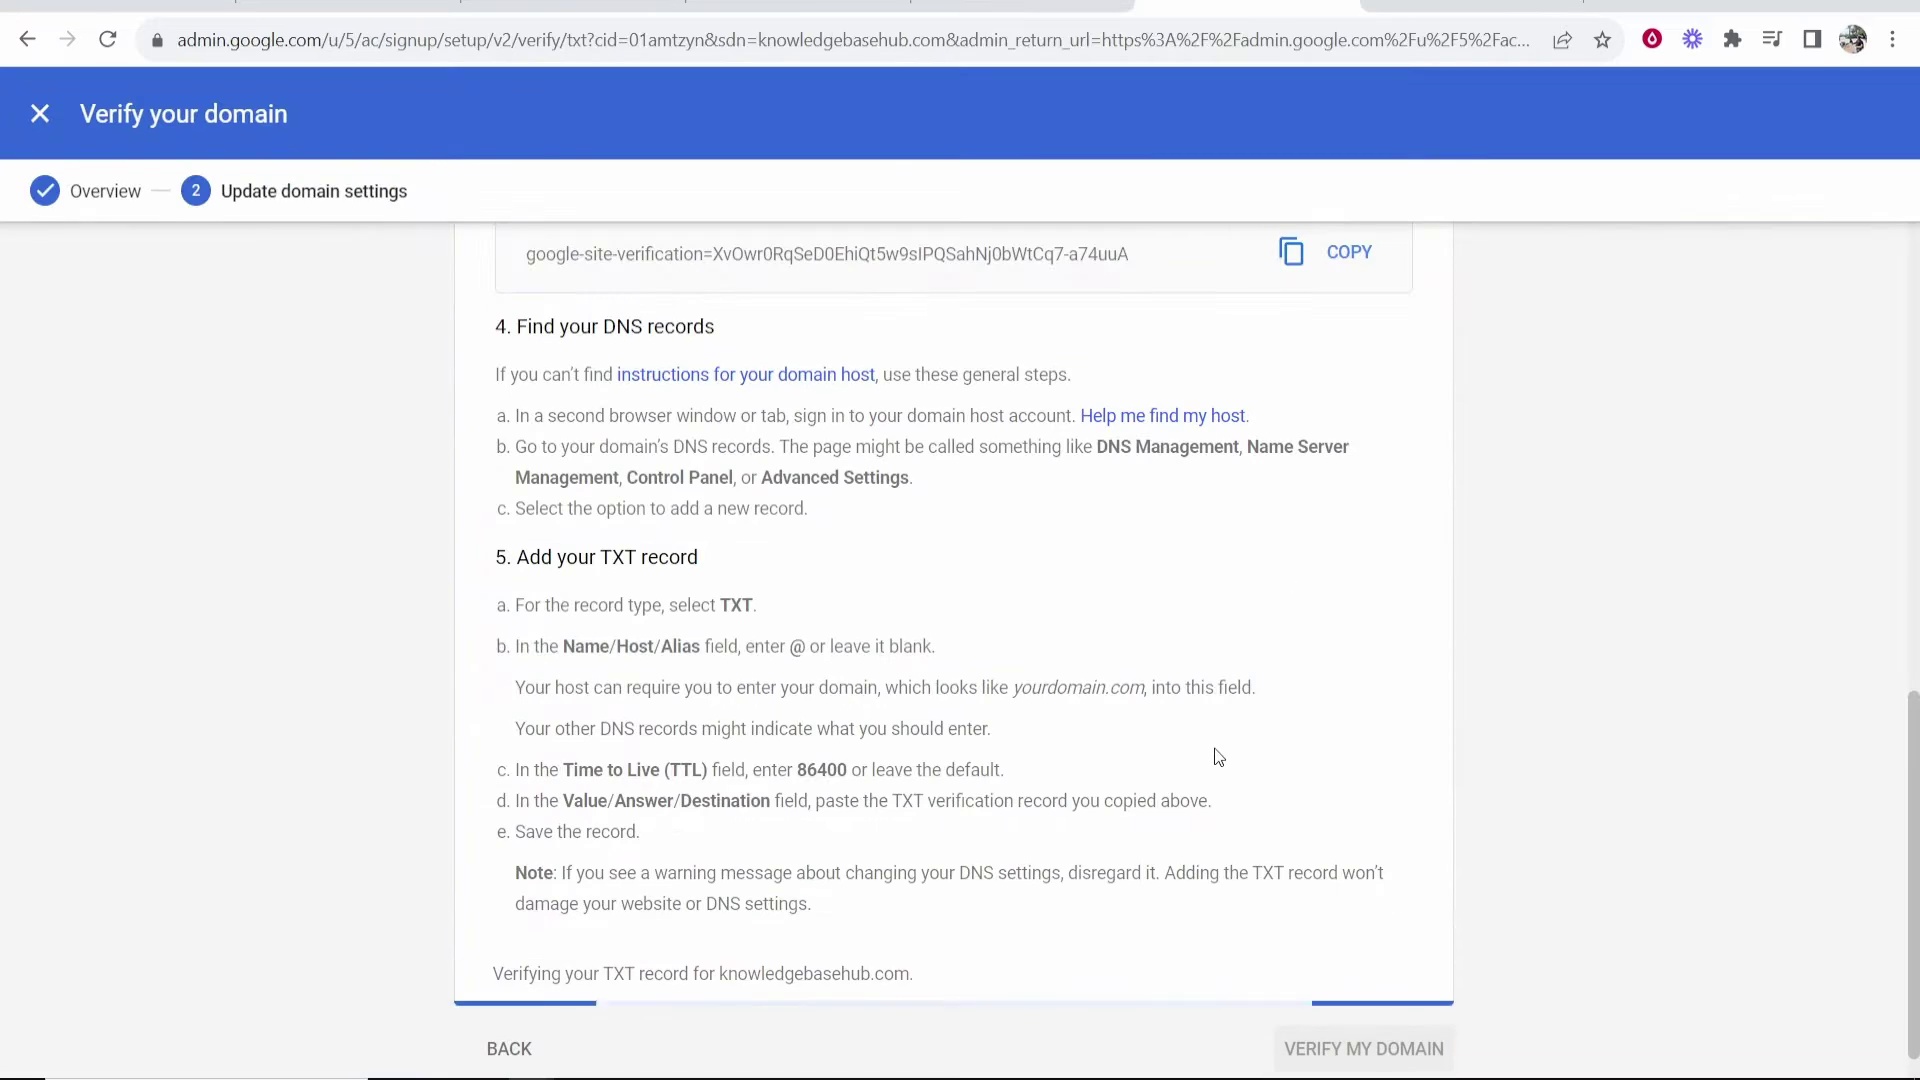 admin.google.com/u/5/ac/signup/setup/v2/verify/txt?cid=01amtzyn&sdn=knowledgebasehub.com&admin_return_url=https%3A%2F%2Fadmin.google.com%2Fu%2F5%2Fac...
Verify your domain
Overview
2 Update domain settings
google-site-verification=XvOwr0RqSeD0EhiQt5w9sIPQSahNj0bWtCq7-a74uuA
COPY
4. Find your DNS records
If you can't find instructions for your domain host, use these general steps.
a. In a second browser window or tab, sign in to your domain host account. Help me find my host.
b. Go to your domain's DNS records. The page might be called something like DNS Management, Name Server
Management, Control Panel, or Advanced Settings.
c. Select the option to add a new record.
5. Add your TXT record
a. For the record type, select TXT.
b. In the Name/Host/Alias field, enter @ or leave it blank.
Your host can require you to enter your domain, which looks like yourdomain.com, into this field.
Your other DNS records might indicate what you should enter.
c. In the Time to Live (TTL) field, enter 86400 or leave the default.
d. In the Value/Answer/Destination field, paste the TXT verification record you copied above.
e. Save the record.
Note: If you see a warning message about changing your DNS settings, disregard it. Adding the TXT record won't
damage your website or DNS settings.
Verifying your TXT record for knowledgebasehub.com.
BACK
VERIFY MY DOMAIN